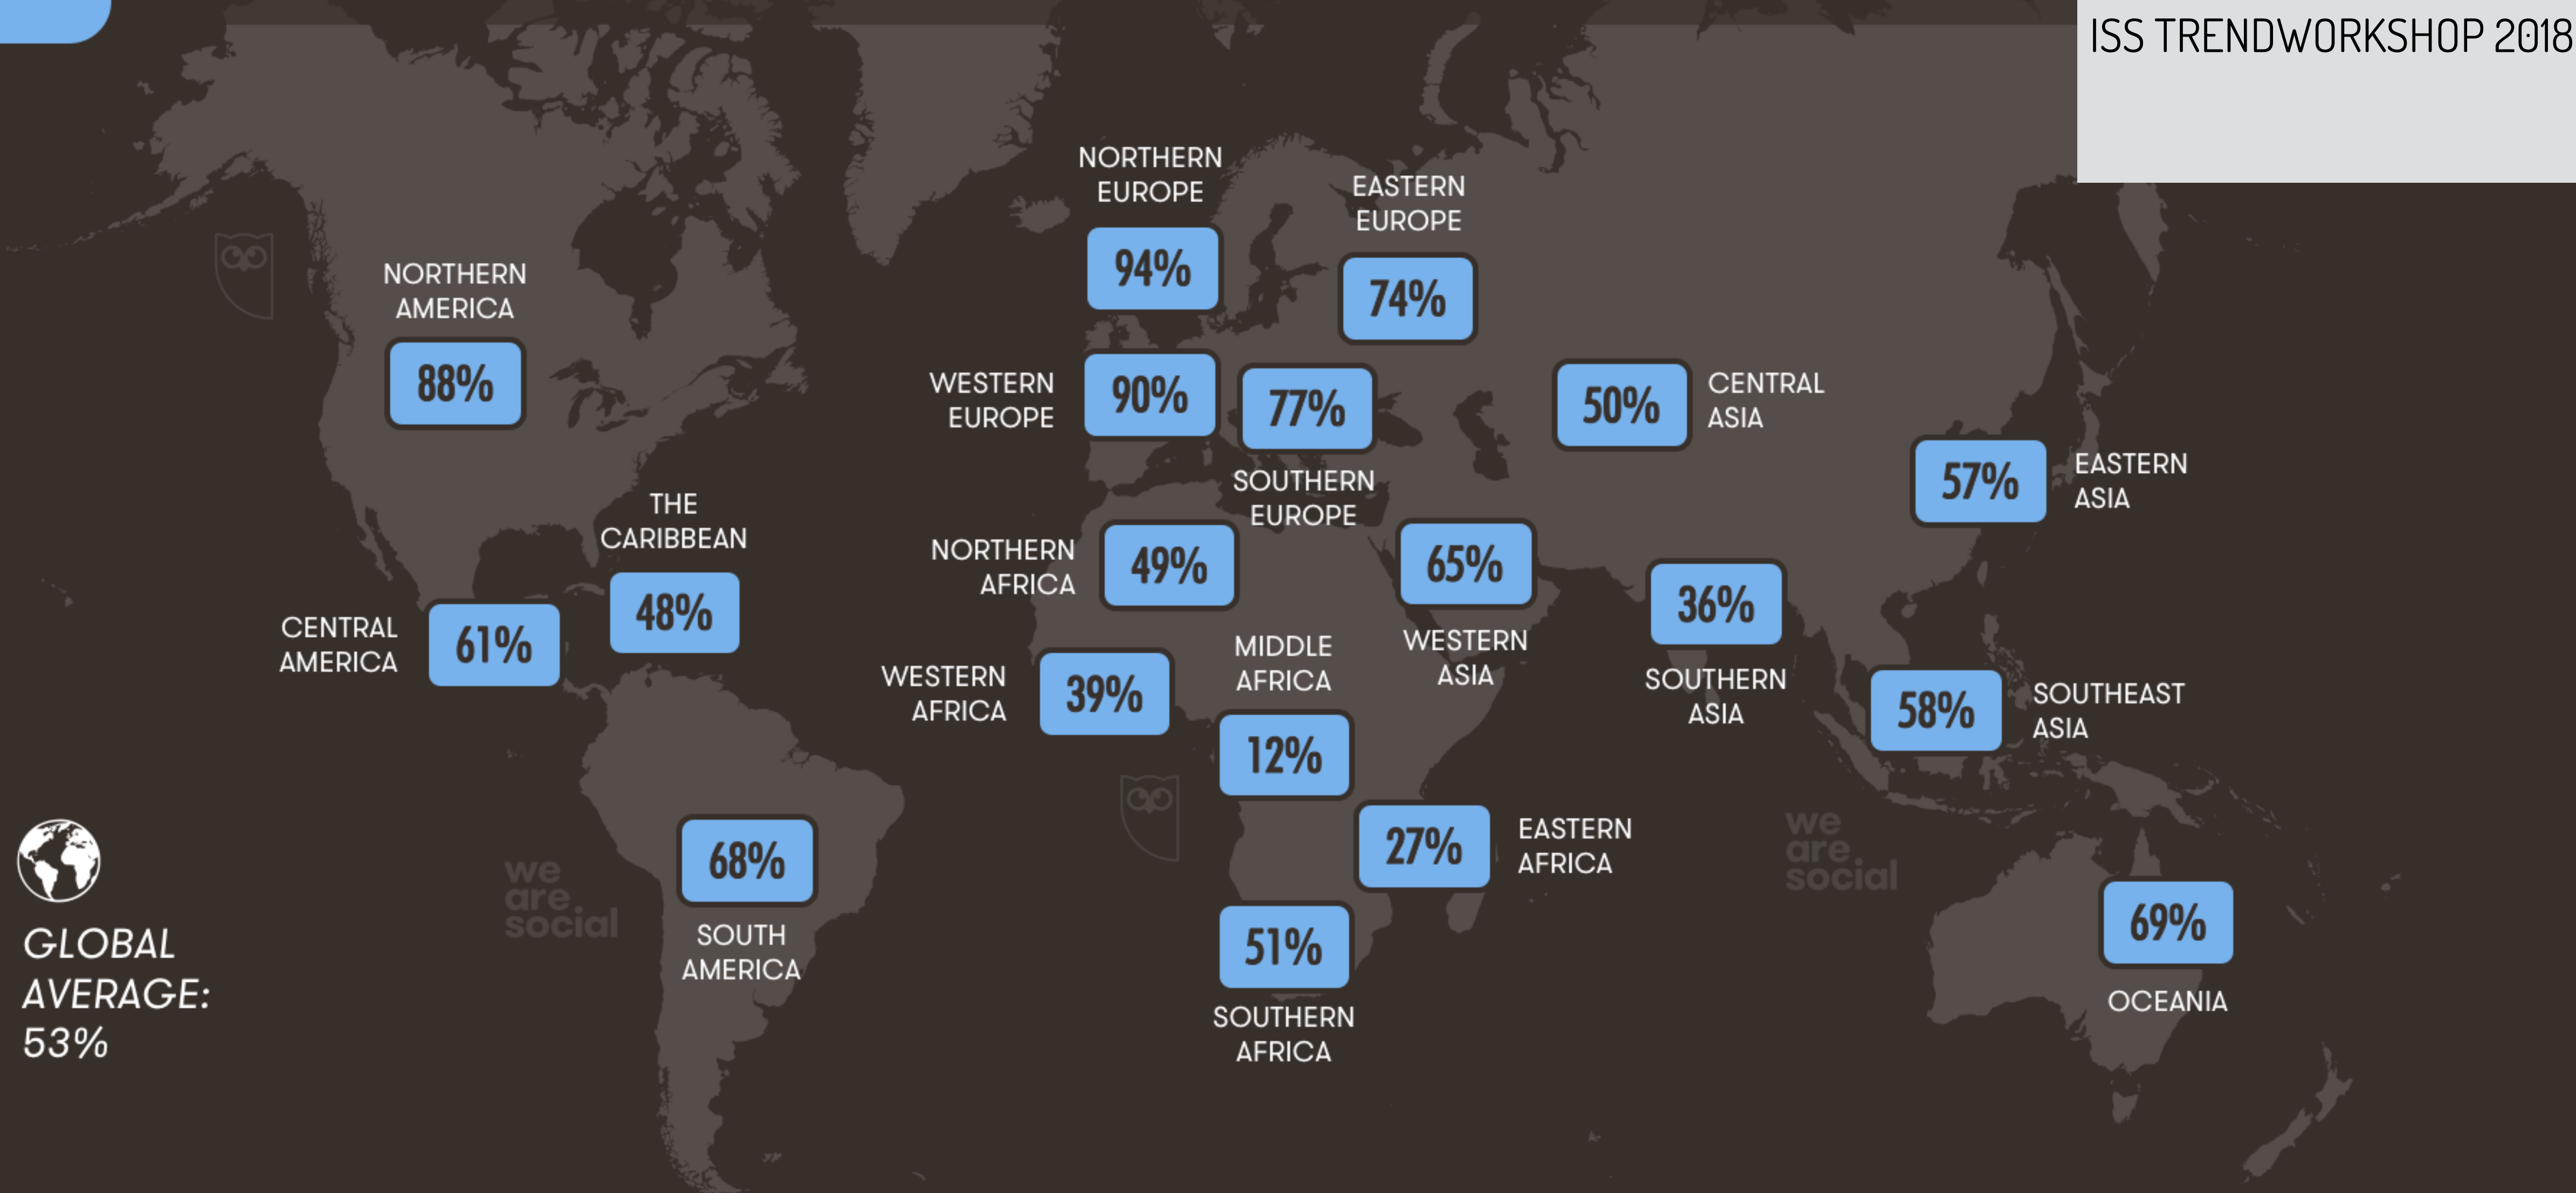 ISS TRENDWORKSHOP 2018
NORTHERN
EUROPE
94%
EASTERN
EUROPE
74%
NORTHERN
AMERICA
88%
WESTERN
EUROPE
90%
77%
SOUTHERN
EUROPE
50%
CENTRAL
ASIA
57%
EASTERN
ASIA
THE
CARIBBEAN
48%
CENTRAL
AMERICA
61%
NORTHERN
AFRICA
49%
65%
WESTERN
ASIA
36%
SOUTHERN
ASIA
WESTERN
AFRICA
39%
MIDDLE
AFRICA
12%
58%
SOUTHEAST
ASIA
27%
EASTERN
AFRICA
68%
SOUTH
AMERICA
we
are
social
we
are
social
51%
SOUTHERN
AFRICA
69%
OCEANIA
GLOBAL
AVERAGE:
53%